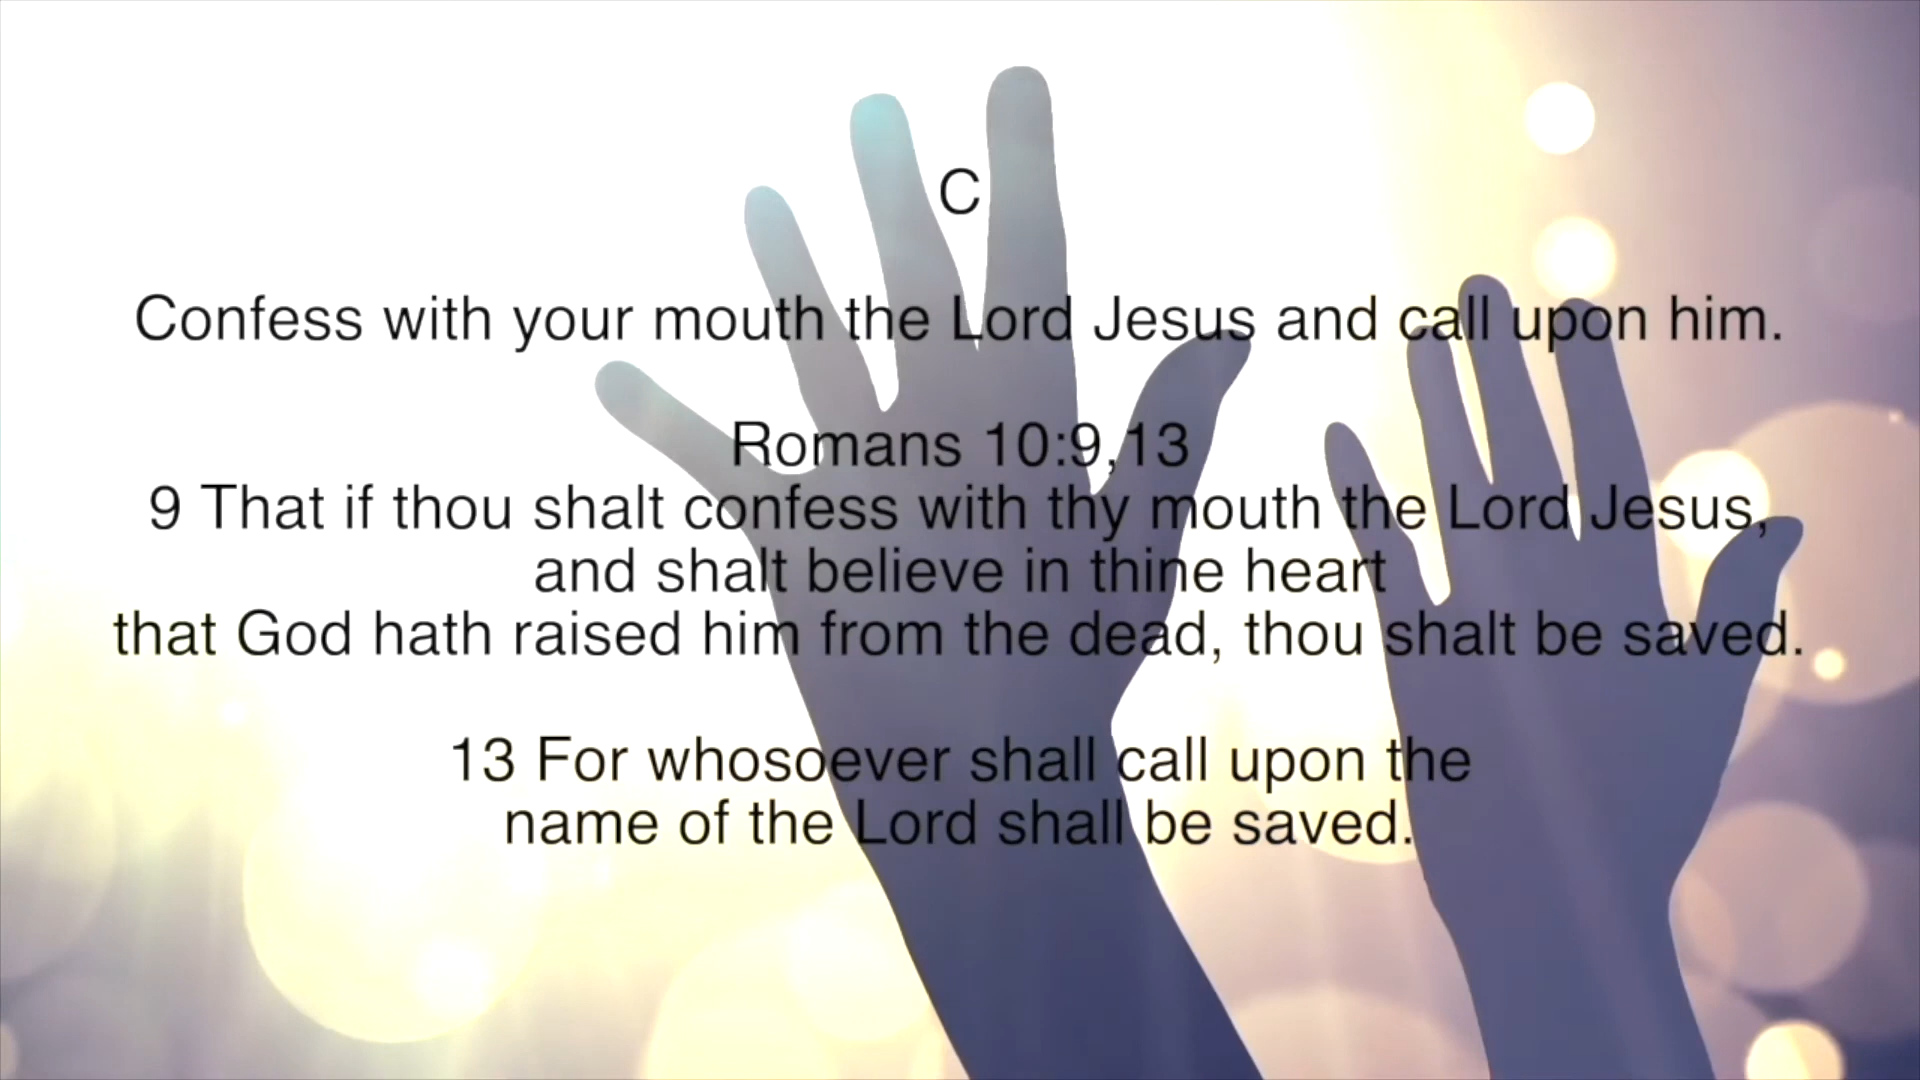 C
Confess with your mouth the Lord Jesus and call upon him.
Romans 10:9,13
9 That if thou shalt confess with thy mouth the Lord Jesus,
and shalt believe in thine heart
that God hath raised him from the dead, thou shalt be saved.
13 For whosoever shall call upon the
name of the Lord shall be saved.